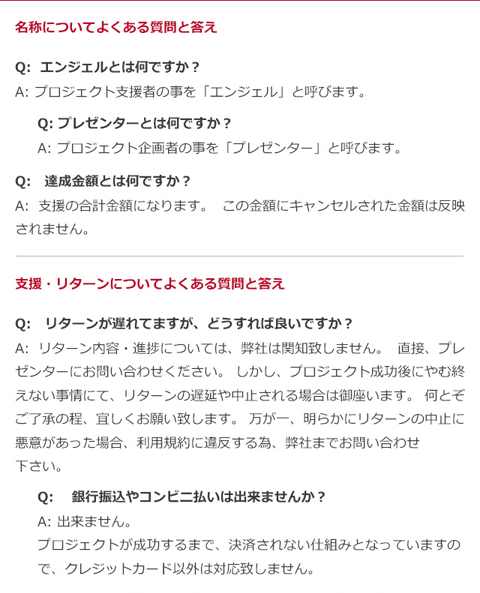 名称についてよくある質問と答え
Q: エンジェルとは何ですか？
A: プロジェクト支援者の事を「エンジェル」と呼びます。
Q: プレゼンターとは何ですか？
A: プロジェクト企画者の事を「プレゼンター」と呼びます。
Q: 達成金額とは何ですか？
A: 支援の合計金額になります。 この金額にキャンセルされた金額は反映
されません。
支援・リターンについてよくある質問と答え
Q: リターンが遅れてますが、どうすれば良いですか？
A: リターン内容・進捗については、弊社は関知致しません。 直接、プレ
ゼンターにお問い合わせください。 しかし、プロジェクト成功後にやむ終
えない事情にて、リターンの遅延や中止される場合は御座います。 何とぞ
ご了承の程、宜しくお願い致します。 万が一、明らかにリターンの中止に
悪意があった場合、利用規約に違反する為、弊社までお問い合わせ
下さい。
Q: 銀行振込やコンビニ払いは出来ませんか？
A: 出来ません。
プロジェクトが成功するまで、決済されない仕組みとなっていますの
で、クレジットカード以外は対応致しません。